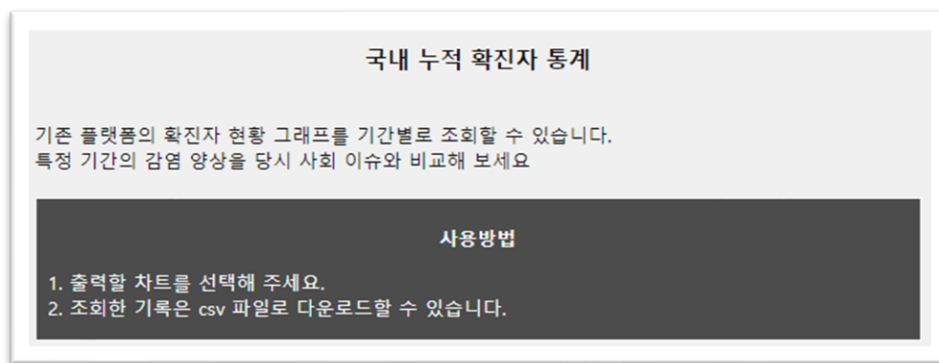 국내 누적 확진자 통계
기존 플랫폼의 확진자 현황 그래프를 기간별로 조회할 수 있습니다.
특정 기간의 감염 양상을 당시 사회 이슈와 비교해 보세요
사용방법
1. 출력할 차트를 선택해 주세요.
2. 조회한 기록은 csv 파일로 다운로드할 수 있습니다.